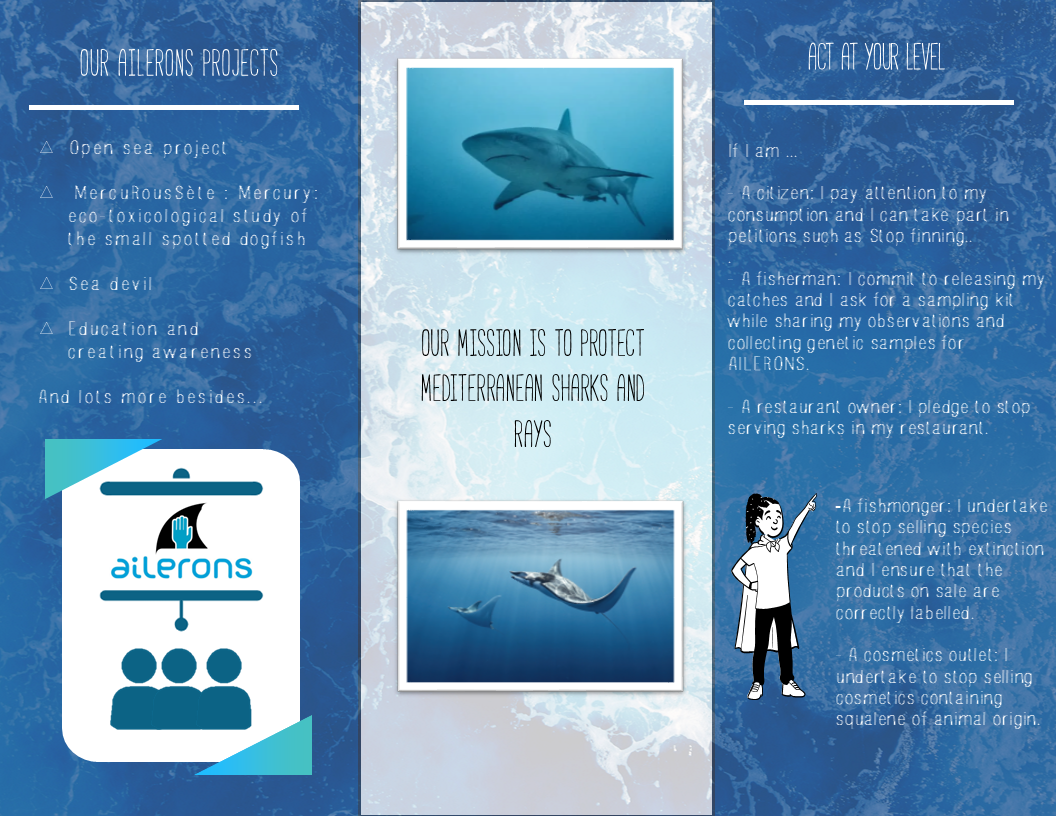 OUR AILERONS PROJECTS
△ Open sea project
△ MercuRousSète : Mercury:
eco-toxicological study of
the small spotted dogfish
△ Sea devil
△ Education and
creating awareness
And lots more besides...
ailerons
OUR MISSION IS TO PROTECT
MEDITERRANEAN SHARKS AND
RAYS
ACT AT YOUR LEVEL
If I am ...
- A citizen: I pay attention to my
consumption and I can take part in
petitions such as Stop finning..
.
- A fisherman: I commit to releasing my
catches and I ask for a sampling kit
while sharing my observations and
collecting genetic samples for
AILERONS.
- A restaurant owner: I pledge to stop
serving sharks in my restaurant.
-A fishmonger: I undertake
to stop selling species
threatened with extinction
and I ensure that the
products on sale are
correctly labelled.
- A cosmetics outlet: I
undertake to stop selling
cosmetics containing
squalene of animal origin.